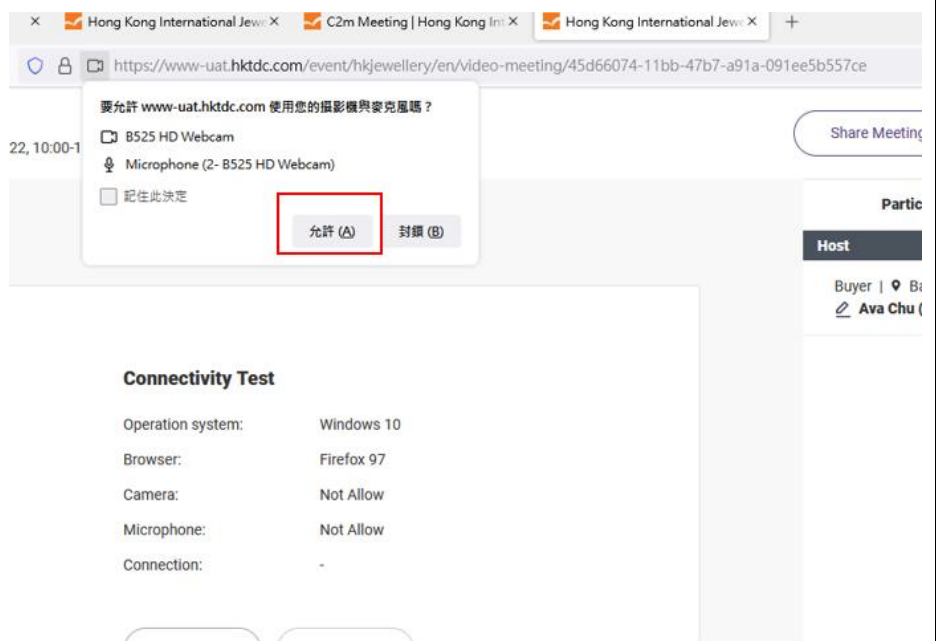 Hong Kong International Jewe
C2m Meeting | Hong Kong Int
Hong Kong International Jewe
https://www-uat.hktdc.com/event/hkjewellery/en/video-meeting/45d66074-11bb-47b7-a91a-091ee5b557ce
要允許 www-uat.hktdc.com 使用您的攝影機與麥克風嗎？
B525 HD Webcam
Microphone (2- B525 HD Webcam)
記住此決定
允許 (A)
封鎖 (B)
22, 10:00-1
Share Meeting
Partic
Host
Buyer | Ba
Ava Chu (
Connectivity Test
Operation system: Windows 10
Browser: Firefox 97
Camera: Not Allow
Microphone: Not Allow
Connection: -